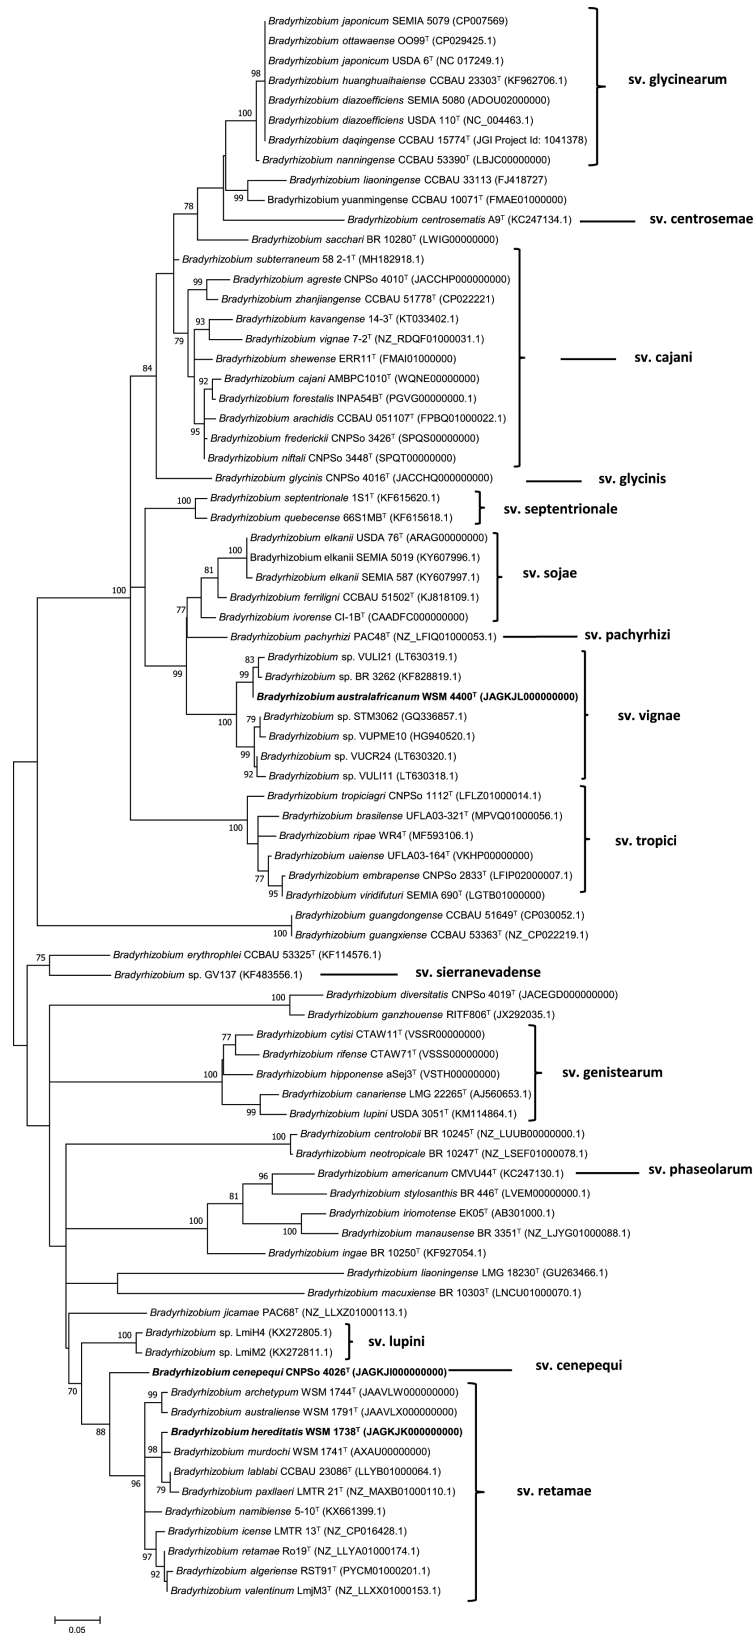 Bradyrhizobium japonicum SEMIA 5079 (CP007569)
Bradyrhizobium ottawaense OO99ᵀ (CP029425.1)
Bradyrhizobium japonicum USDA 6ᵀ (NC 017249.1)
98
Bradyrhizobium huanghuaihaiense CCBAU 23303ᵀ (KF962706.1)
sv. glycinearum
Bradyrhizobium diazoefficiens SEMIA 5080 (ADOU02000000)
100
Bradyrhizobium diazoefficiens USDA 110ᵀ (NC_004463.1)
Bradyrhizobium daqingense CCBAU 15774ᵀ (JGI Project Id: 1041378)
Bradyrhizobium nanningense CCBAU 53390ᵀ (LBJC00000000)
Bradyrhizobium liaoningense CCBAU 33113 (FJ418727)
99
Bradyrhizobium yuanmingense CCBAU 10071ᵀ (FMAE01000000)
78
Bradyrhizobium centrosematis A9ᵀ (KC247134.1)
sv. centrosemae
Bradyrhizobium sacchari BR 10280ᵀ (LWIG00000000)
Bradyrhizobium subterraneum 58 2-1ᵀ (MH182918.1)
99
Bradyrhizobium agreste CNPSo 4010ᵀ (JACCHP000000000)
Bradyrhizobium zhanjiangense CCBAU 51778ᵀ (CP022221)
93
Bradyrhizobium kavangense 14-3ᵀ (KT033402.1)
79
Bradyrhizobium vignae 7-2ᵀ (NZ_RDQF01000031.1)
Bradyrhizobium shewense ERR11ᵀ (FMAI01000000)
sv. cajani
84
92
Bradyrhizobium cajani AMBPC1010ᵀ (WQNE00000000)
Bradyrhizobium forestalis INPA54Bᵀ (PGVG00000000.1)
Bradyrhizobium arachidis CCBAU 051107ᵀ (FPBQ01000022.1)
95
Bradyrhizobium frederickii CNPSo 3426ᵀ (SPQS00000000)
Bradyrhizobium niftali CNPSo 3448ᵀ (SPQT00000000)
Bradyrhizobium glycinis CNPSo 4016ᵀ (JACCHQ000000000)
sv. glycinis
100
Bradyrhizobium septentrionale 1S1ᵀ (KF615620.1)
sv. septentrionale
Bradyrhizobium quebecense 66S1MBᵀ (KF615618.1)
Bradyrhizobium elkanii USDA 76ᵀ (ARAG00000000)
100
Bradyrhizobium elkanii SEMIA 5019 (KY607996.1)
81
Bradyrhizobium elkanii SEMIA 587 (KY607997.1)
sv. sojae
100
Bradyrhizobium ferriligni CCBAU 51502ᵀ (KJ818109.1)
77
Bradyrhizobium ivorense CI-1Bᵀ (CAADFC000000000)
Bradyrhizobium pachyrhizi PAC48ᵀ (NZ_LFIQ01000053.1)
sv. pachyrhizi
83
Bradyrhizobium sp. VULI21 (LT630319.1)
99
99
Bradyrhizobium sp. BR 3262 (KF828819.1)
Bradyrhizobium australafricanum WSM 4400ᵀ (JAGKJL000000000)
100
79
Bradyrhizobium sp. STM3062 (GQ336857.1)
sv. vignae
Bradyrhizobium sp. VUPME10 (HG940520.1)
99
Bradyrhizobium sp. VUCR24 (LT630320.1)
92
Bradyrhizobium sp. VULI11 (LT630318.1)
Bradyrhizobium tropiciagri CNPSo 1112ᵀ (LFLZ01000014.1)
Bradyrhizobium brasilense UFLA03-321ᵀ (MPVQ01000056.1)
100
Bradyrhizobium ripae WR4ᵀ (MF593106.1)
sv. tropici
Bradyrhizobium uaiense UFLA03-164ᵀ (VKHP00000000)
77
Bradyrhizobium embrapense CNPSo 2833ᵀ (LFIP02000007.1)
95
Bradyrhizobium viridifuturi SEMIA 690ᵀ (LGTB01000000)
Bradyrhizobium guangdongense CCBAU 51649ᵀ (CP030052.1)
100
Bradyrhizobium guangxiense CCBAU 53363ᵀ (NZ_CP022219.1)
75
Bradyrhizobium erythrophlei CCBAU 53325ᵀ (KF114576.1)
Bradyrhizobium sp. GV137 (KF483556.1)
sv. sierranevadense
100
Bradyrhizobium diversitatis CNPSo 4019ᵀ (JACEGD000000000)
Bradyrhizobium ganzhouense RITF806ᵀ (JX292035.1)
77
Bradyrhizobium cytisi CTAW11ᵀ (VSSR00000000)
Bradyrhizobium rifense CTAW71ᵀ (VSSS00000000)
100
Bradyrhizobium hipponense aSej3ᵀ (VSTH00000000)
sv. genistearum
Bradyrhizobium canariense LMG 22265ᵀ (AJ560653.1)
99
Bradyrhizobium lupini USDA 3051ᵀ (KM114864.1)
100
Bradyrhizobium centrolobii BR 10245ᵀ (NZ_LUUB00000000.1)
Bradyrhizobium neotropicale BR 10247ᵀ (NZ_LSEF01000078.1)
96
Bradyrhizobium americanum CMVU44ᵀ (KC247130.1)
sv. phaseolarum
81
Bradyrhizobium stylosanthis BR 446ᵀ (LVEM00000000.1)
100
Bradyrhizobium iriomotense EK05ᵀ (AB301000.1)
100
Bradyrhizobium manausense BR 3351ᵀ (NZ_LJYG01000088.1)
Bradyrhizobium ingae BR 10250ᵀ (KF927054.1)
Bradyrhizobium liaoningense LMG 18230ᵀ (GU263466.1)
Bradyrhizobium macuxiense BR 10303ᵀ (LNCU01000070.1)
Bradyrhizobium jicamae PAC68ᵀ (NZ_LLXZ01000113.1)
100
Bradyrhizobium sp. LmiH4 (KX272805.1)
sv. lupini
Bradyrhizobium sp. LmiM2 (KX272811.1)
Bradyrhizobium cenepequi CNPSo 4026ᵀ (JAGKJI000000000)
sv. cenepequi
70
99
Bradyrhizobium archetypum WSM 1744ᵀ (JAAVLW000000000)
Bradyrhizobium australiense WSM 1791ᵀ (JAAVLX000000000)
88
Bradyrhizobium hereditatis WSM 1738ᵀ (JAGKJK000000000)
98
Bradyrhizobium murdochi WSM 1741ᵀ (AXAU00000000)
Bradyrhizobium lablabi CCBAU 23086ᵀ (LLYB01000064.1)
96
79
Bradyrhizobium paxllaeri LMTR 21ᵀ (NZ_MAXB01000110.1)
sv. retamae
Bradyrhizobium namibiense 5-10ᵀ (KX661399.1)
Bradyrhizobium icense LMTR 13ᵀ (NZ_CP016428.1)
97
Bradyrhizobium retamae Ro19ᵀ (NZ_LLYA01000174.1)
92
Bradyrhizobium algeriense RST91ᵀ (PYCM01000201.1)
Bradyrhizobium valentinum LmjM3ᵀ (NZ_LLXX01000153.1)
0.05